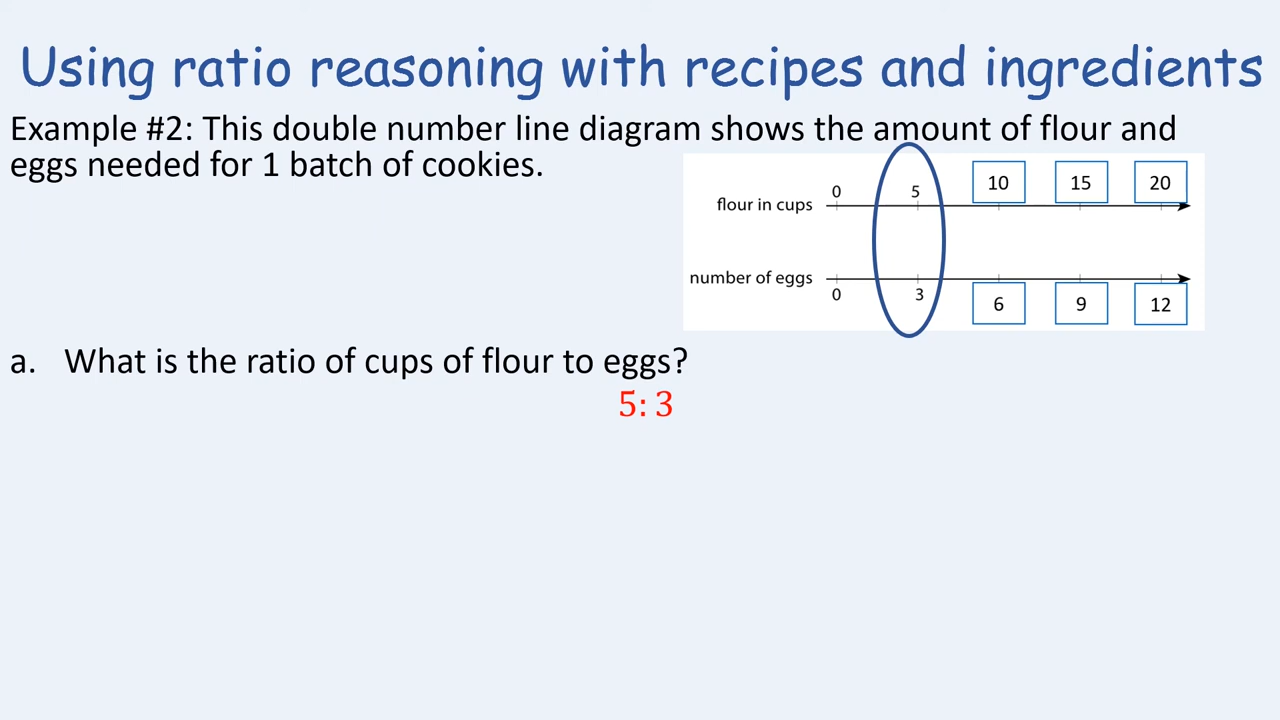 Using ratio reasoning with recipes and ingredients
Example #2: This double number line diagram shows the amount of flour and
eggs needed for 1 batch of cookies.
0 5 10 15 20
flour in cups
number of eggs
0 3 6 9 12
a. What is the ratio of cups of flour to eggs?
5: 3